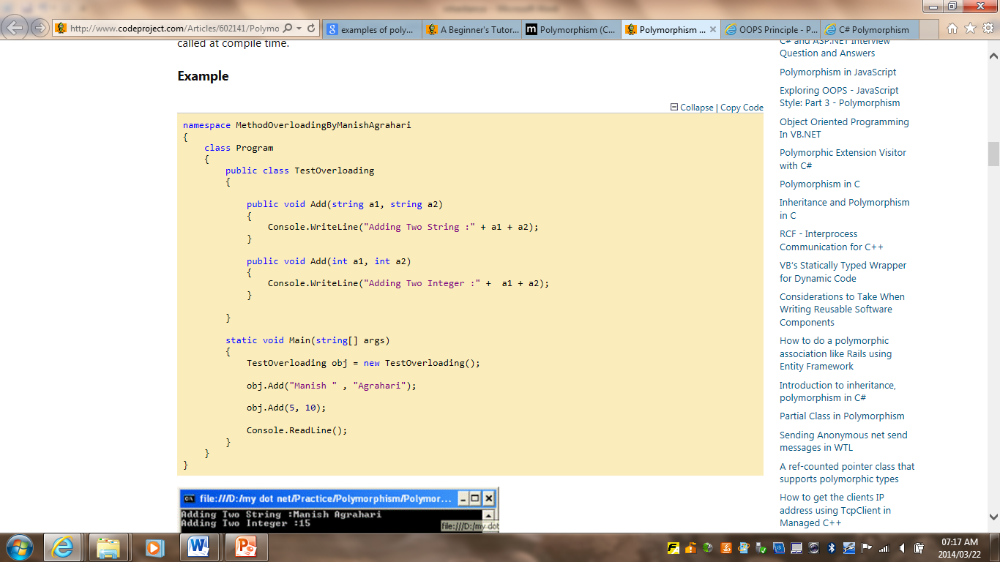 http://www.codeproject.com/Articles/602141/Polymo
examples of poly...
A Beginner's Tutor...
Polymorphism (C...
Polymorphism ...
OOPS Principle - P...
C# Polymorphism
called at compile time.
Example
Collapse | Copy Code
namespace MethodOverloadingByManishAgrahari
{
class Program
{
public class TestOverloading
{
public void Add(string a1, string a2)
{
Console.WriteLine("Adding Two String :" + a1 + a2);
}
public void Add(int a1, int a2)
{
Console.WriteLine("Adding Two Integer :" +  a1 + a2);
}
}
static void Main(string[] args)
{
TestOverloading obj = new TestOverloading();
obj.Add("Manish " , "Agrahari");
obj.Add(5, 10);
Console.ReadLine();
}
}
}
file:///D:/my dot net/Practice/Polymorphism/Polymor...
Adding Two String :Manish Agrahari
Adding Two Integer :15
file:///D:/my dot
C# and ASP.NET Interview
Question and Answers
Polymorphism in JavaScript
Exploring OOPS - JavaScript
Style: Part 3 - Polymorphism
Object Oriented Programming
In VB.NET
Polymorphic Extension Visitor
with C#
Polymorphism in C
Inheritance and Polymorphism
in C
RCF - Interprocess
Communication for C++
VB's Statically Typed Wrapper
for Dynamic Code
Considerations to Take When
Writing Reusable Software
Components
How to do a polymorphic
association like Rails using
Entity Framework
Introduction to inheritance,
polymorphism in C#
Partial Class in Polymorphism
Sending Anonymous net send
messages in WTL
A ref-counted pointer class that
supports polymorphic types
How to get the clients IP
address using TcpClient in
Managed C++
07:17 AM
2014/03/22